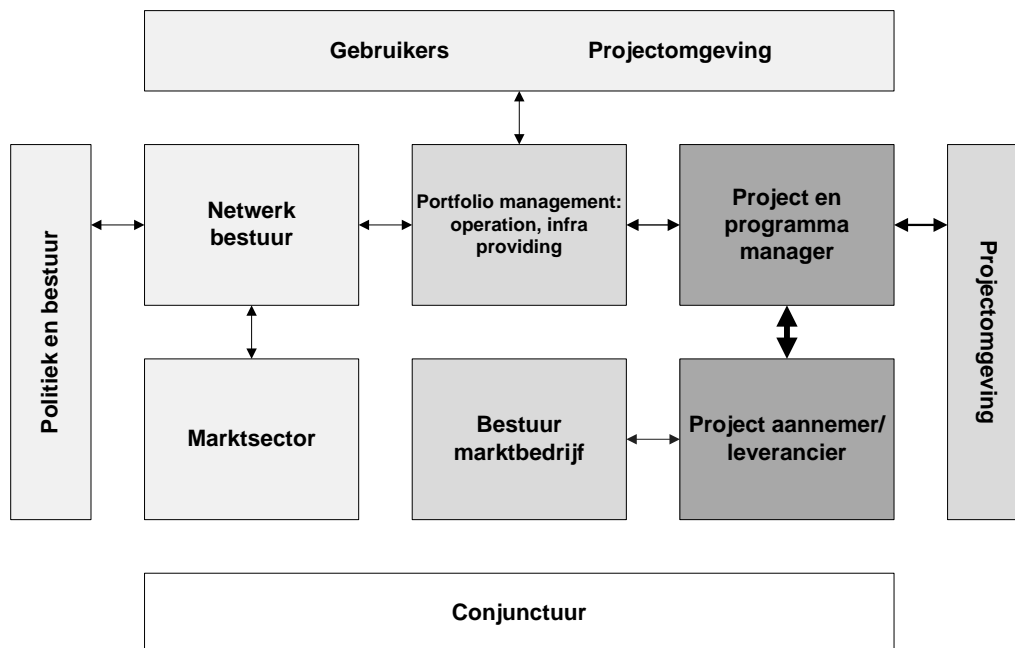 Gebruikers Projectomgeving
Politiek en bestuur
Netwerk
bestuur
Portfolio management:
operation, infra
providing
Project en
programma
manager
Projectomgeving
Marktsector
Bestuur
marktbedrijf
Project aannemer/
leverancier
Conjunctuur